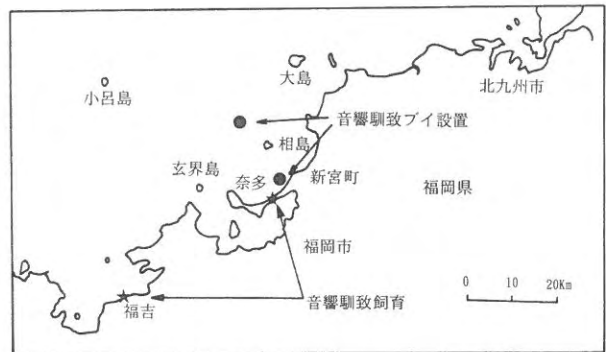 大島
北九州市
小呂島
音響馴致ブイ設置
相島
玄界島
奈多
新宮町
福岡県
福岡市
音響馴致飼育
福吉
0 10 20Km